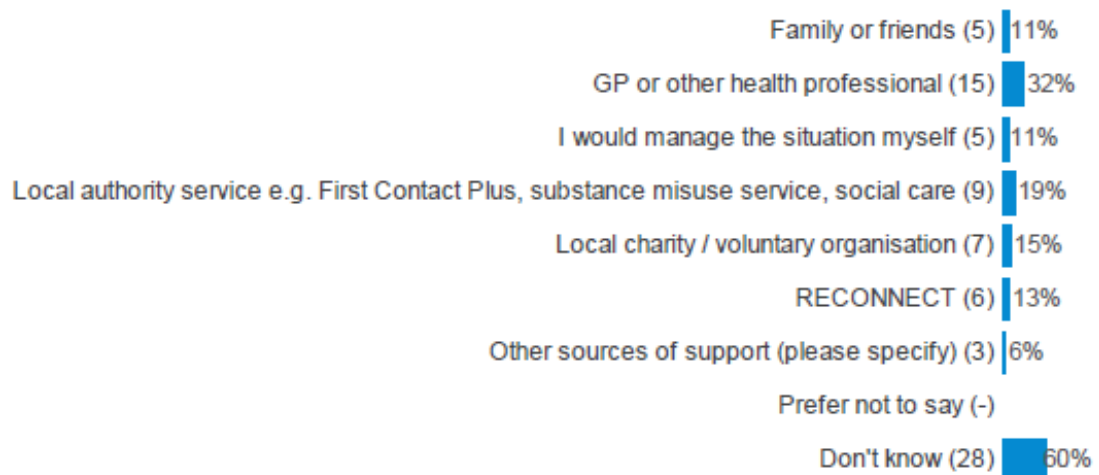 Family or friends (5) 11%
GP or other health professional (15) 32%
I would manage the situation myself (5) 11%
Local authority service e.g. First Contact Plus, substance misuse service, social care (9) 19%
Local charity / voluntary organisation (7) 15%
RECONNECT (6) 13%
Other sources of support (please specify) (3) 6%
Prefer not to say (-)
Don't know (28) 60%